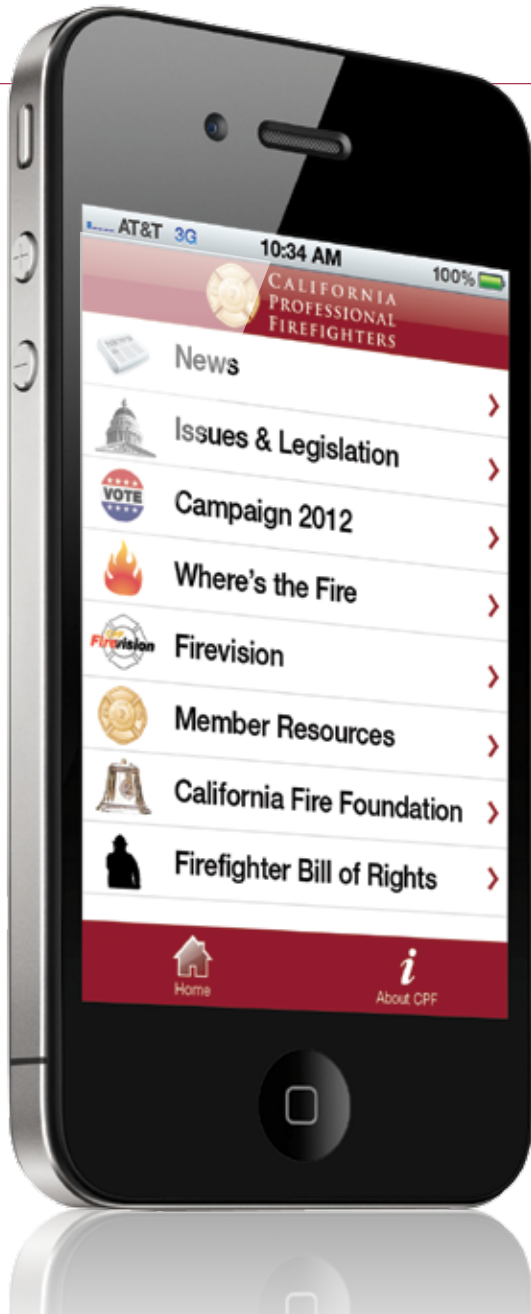 AT&T 3G 10:34 AM 100%
CALIFORNIA
PROFESSIONAL
FIREFIGHTERS
News
Issues & Legislation
VOTE
Campaign 2012
Where's the Fire
Firevision
Firevision
Member Resources
California Fire Foundation
Firefighter Bill of Rights
Home
i
About CPF